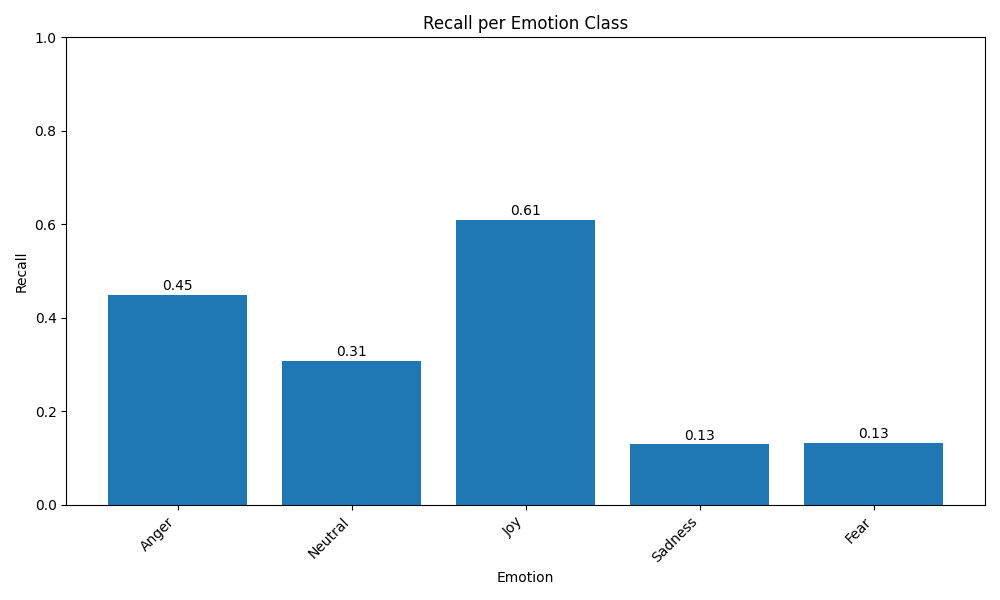 Recall per Emotion Class
1.0
0.8
0.6
0.4
0.2
0.0
Recall
0.45
0.31
0.61
0.13
0.13
Anger
Neutral
Joy
Sadness
Fear
Emotion